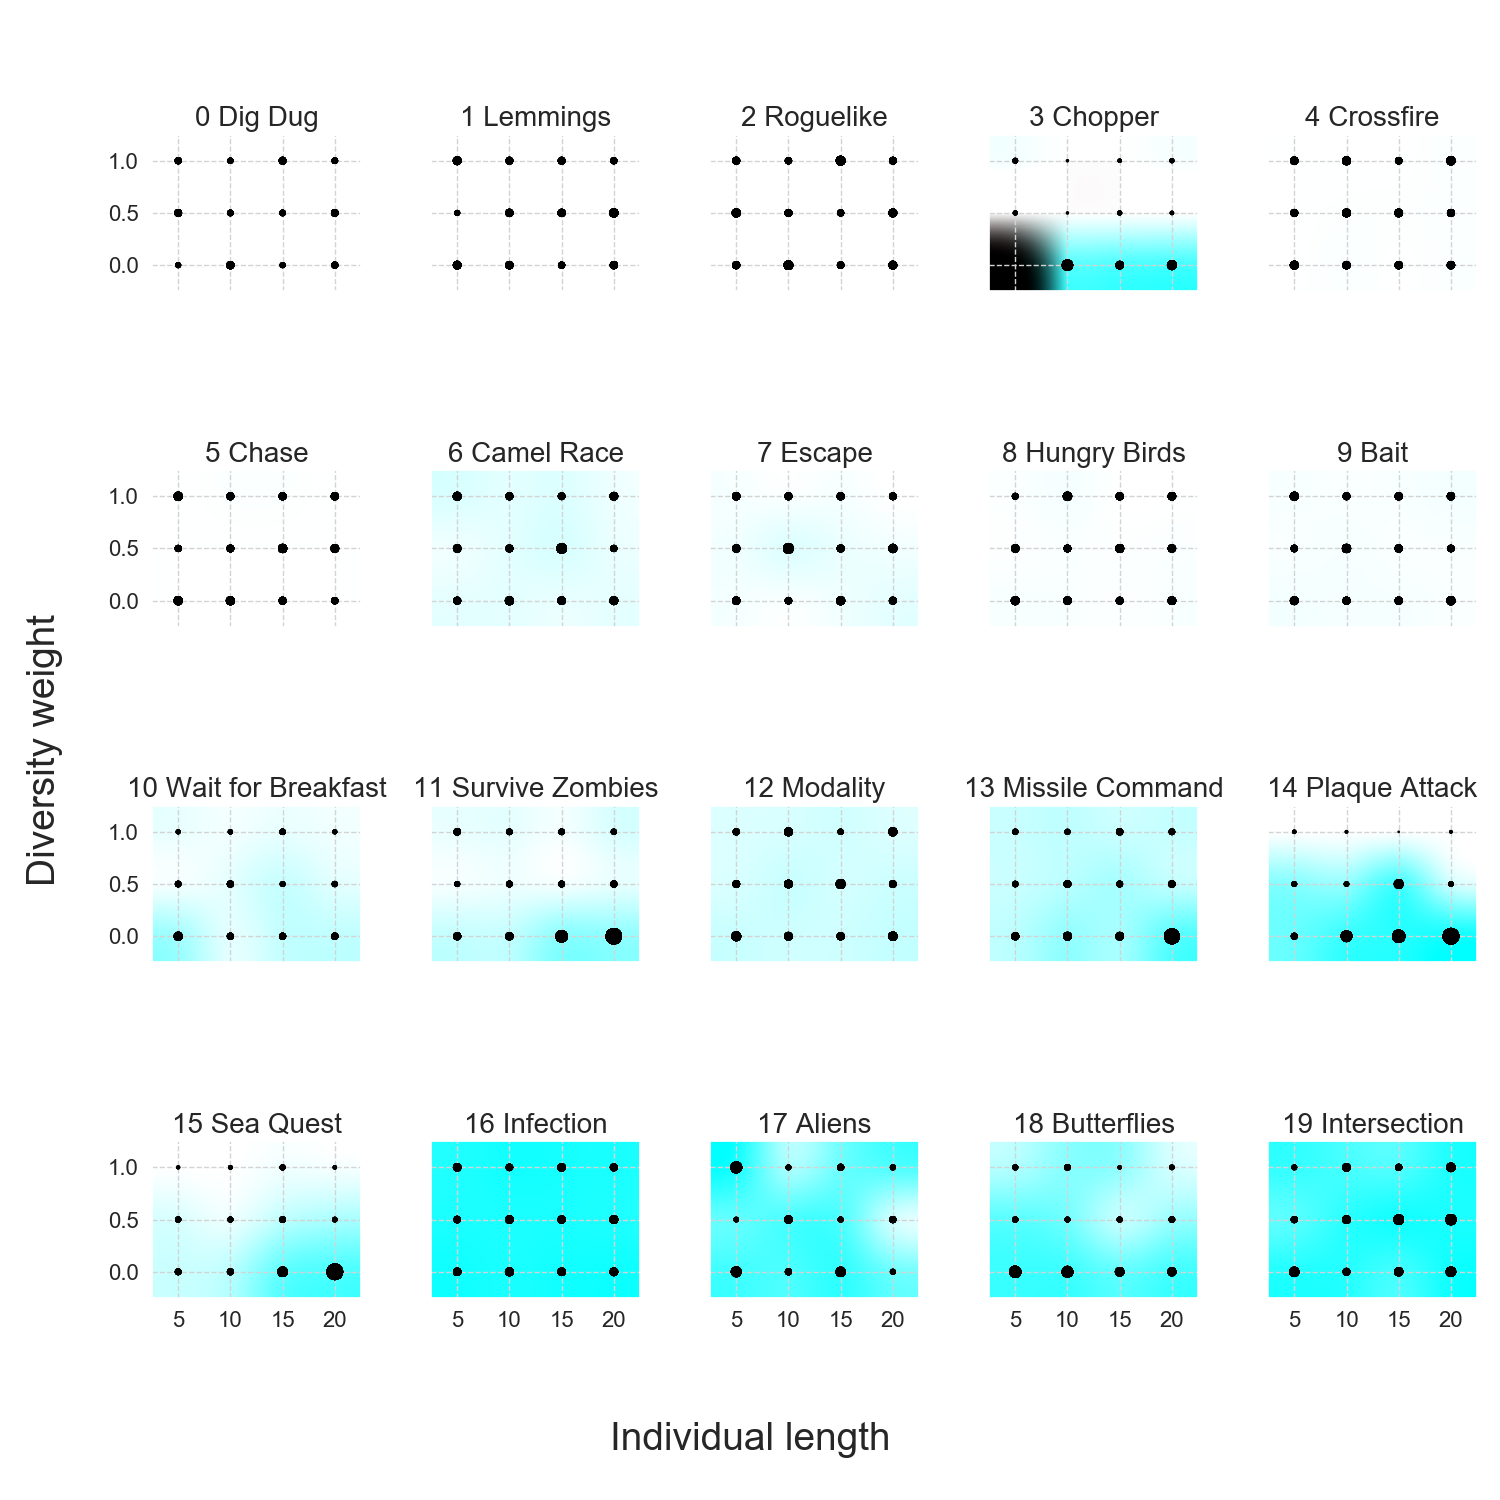 0 Dig Dug 1 Lemmings 2 Roguelike 3 Chopper 4 Crossfire
1.0
0.5
0.0
5 Chase 6 Camel Race 7 Escape 8 Hungry Birds 9 Bait
1.0
0.5
0.0
Diversity weight
10 Wait for Breakfast 11 Survive Zombies 12 Modality 13 Missile Command 14 Plaque Attack
1.0
0.5
0.0
15 Sea Quest 16 Infection 17 Aliens 18 Butterflies 19 Intersection
1.0
0.5
0.0
5 10 15 20 5 10 15 20 5 10 15 20 5 10 15 20 5 10 15 20
Individual length